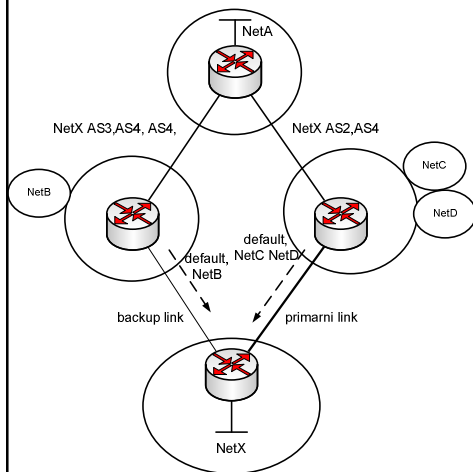 NetA
NetX AS3,AS4, AS4,
NetX AS2,AS4
NetB
NetC
NetD
default,
NetB
default,
NetC NetD
backup link
primarni link
NetX